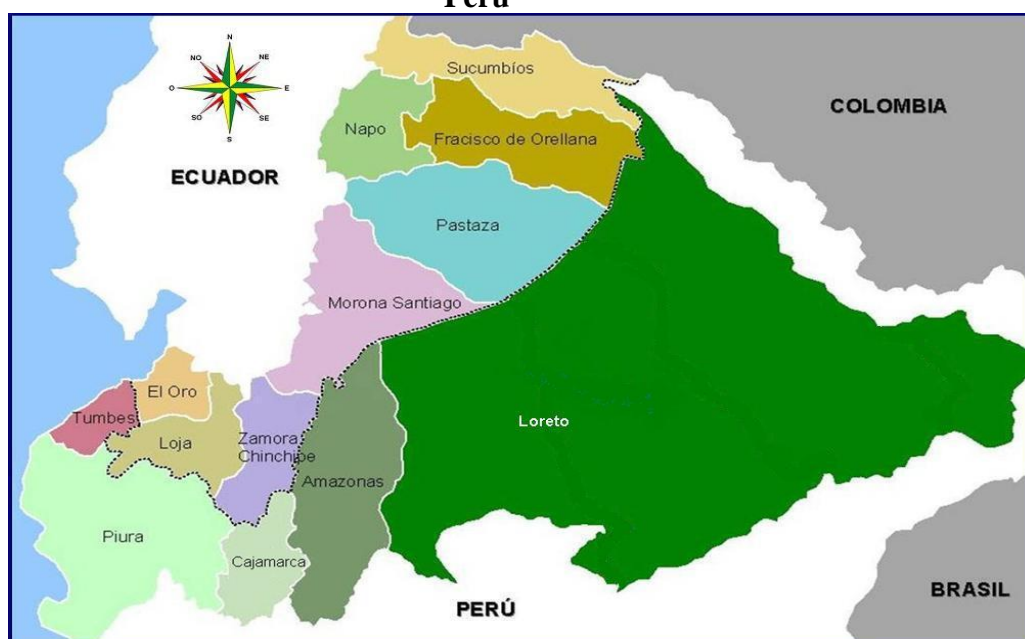 Perú
N
NO
NE
O
E
SO
SE
S
Sucumbíos
COLOMBIA
Napo
Fracisco de Orellana
ECUADOR
Pastaza
Morona Santiago
El Oro
Tumbes
Loja
Zamora
Chinchipe
Loreto
Amazonas
Piura
Cajamarca
BRASIL
PERÚ